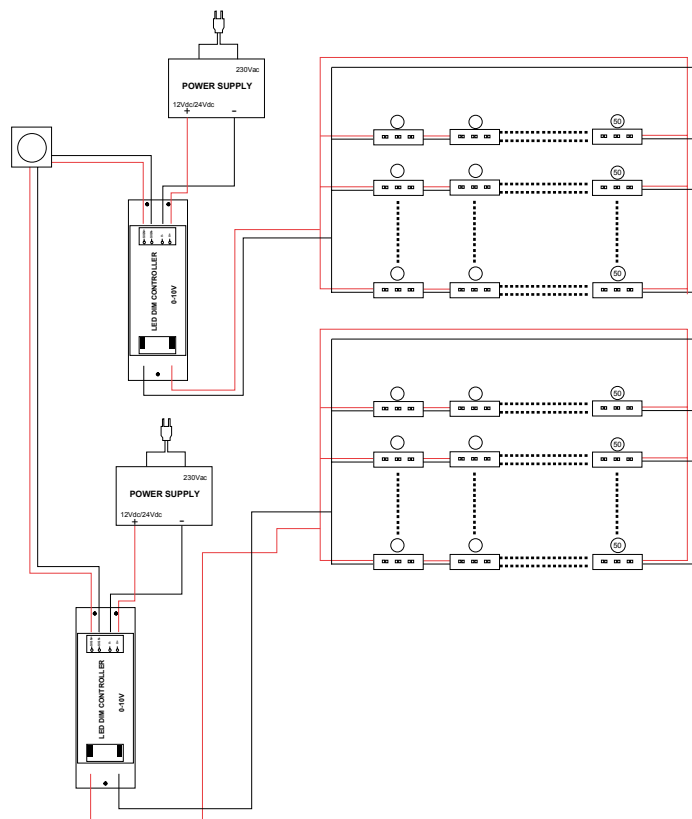 230Vac
POWER SUPPLY
12Vdc/24Vdc
+ −
LED DIM CONTROLLER
0-10V
50
50
50
230Vac
POWER SUPPLY
12Vdc/24Vdc
+ −
LED DIM CONTROLLER
0-10V
50
50
50